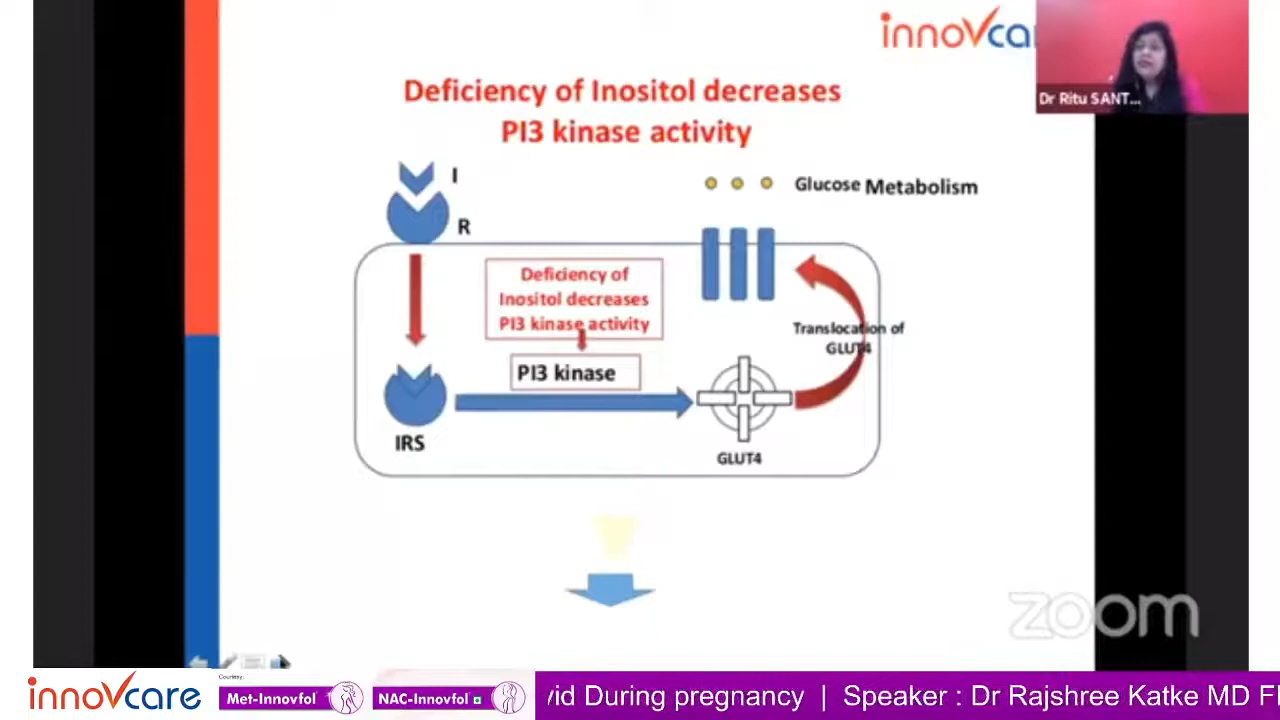 innovcare
Dr Ritu SANT...
Deficiency of Inositol decreases
PI3 kinase activity
I
R
Glucose Metabolism
Deficiency of
Inositol decreases
PI3 kinase activity
Translocation of
GLUT4
PI3 kinase
IRS
GLUT4
zoom
innovcare
Courtesy:
Met-Innovfol
NAC-Innovfol
vid During pregnancy | Speaker : Dr Rajshree Katke MD F